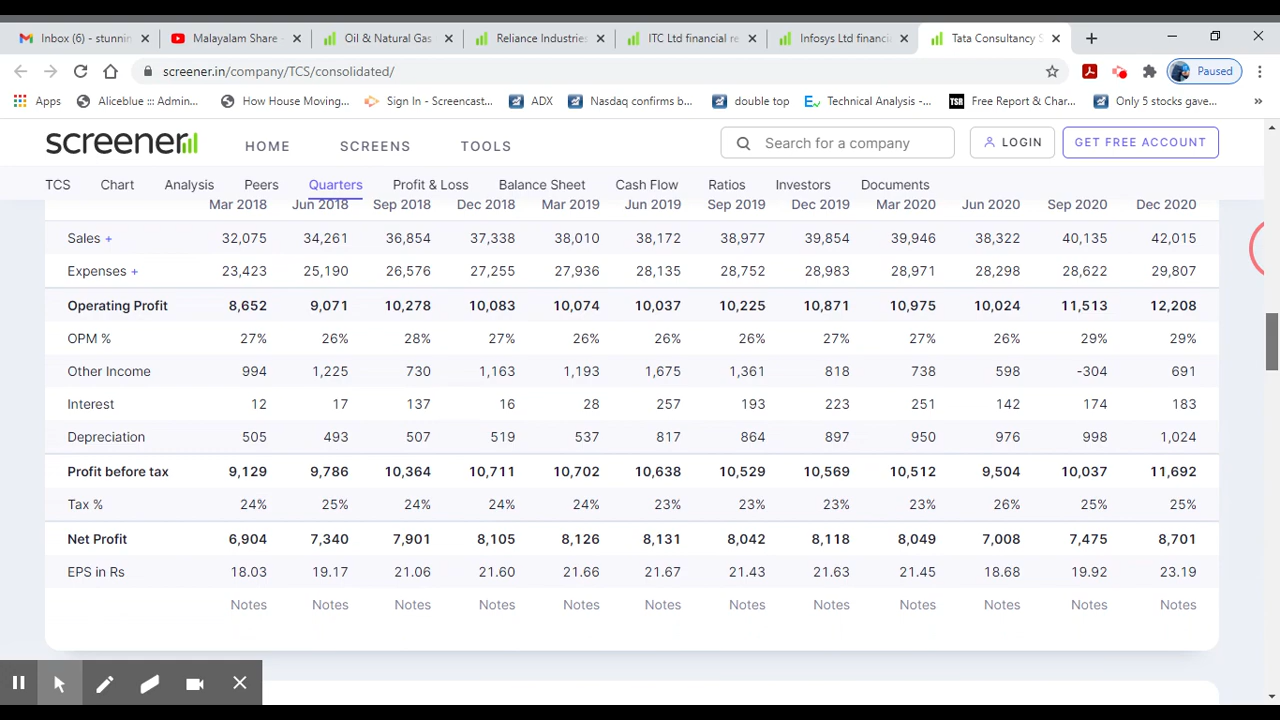 Inbox (6) - stunnin
Malayalam Share
Oil & Natural Gas
Reliance Industries
ITC Ltd financial re
Infosys Ltd financia
Tata Consultancy S
screener.in/company/TCS/consolidated/
Paused
Apps
Aliceblue ::: Admin...
How House Moving...
Sign In - Screencast...
ADX
Nasdaq confirms b...
double top
Technical Analysis -...
TSR Free Report & Char...
Only 5 stocks gave...
screener
HOME SCREENS TOOLS
Search for a company
LOGIN
GET FREE ACCOUNT
TCS Chart Analysis Peers Quarters Profit & Loss Balance Sheet Cash Flow Ratios Investors Documents
Mar 2018 Jun 2018 Sep 2018 Dec 2018 Mar 2019 Jun 2019 Sep 2019 Dec 2019 Mar 2020 Jun 2020 Sep 2020 Dec 2020
Sales + 32,075 34,261 36,854 37,338 38,010 38,172 38,977 39,854 39,946 38,322 40,135 42,015
Expenses + 23,423 25,190 26,576 27,255 27,936 28,135 28,752 28,983 28,971 28,298 28,622 29,807
Operating Profit 8,652 9,071 10,278 10,083 10,074 10,037 10,225 10,871 10,975 10,024 11,513 12,208
OPM % 27% 26% 28% 27% 26% 26% 26% 27% 27% 26% 29% 29%
Other Income 994 1,225 730 1,163 1,193 1,675 1,361 818 738 598 -304 691
Interest 12 17 137 16 28 257 193 223 251 142 174 183
Depreciation 505 493 507 519 537 817 864 897 950 976 998 1,024
Profit before tax 9,129 9,786 10,364 10,711 10,702 10,638 10,529 10,569 10,512 9,504 10,037 11,692
Tax % 24% 25% 24% 24% 24% 23% 23% 23% 23% 26% 25% 25%
Net Profit 6,904 7,340 7,901 8,105 8,126 8,131 8,042 8,118 8,049 7,008 7,475 8,701
EPS in Rs 18.03 19.17 21.06 21.60 21.66 21.67 21.43 21.63 21.45 18.68 19.92 23.19
Notes Notes Notes Notes Notes Notes Notes Notes Notes Notes Notes Notes